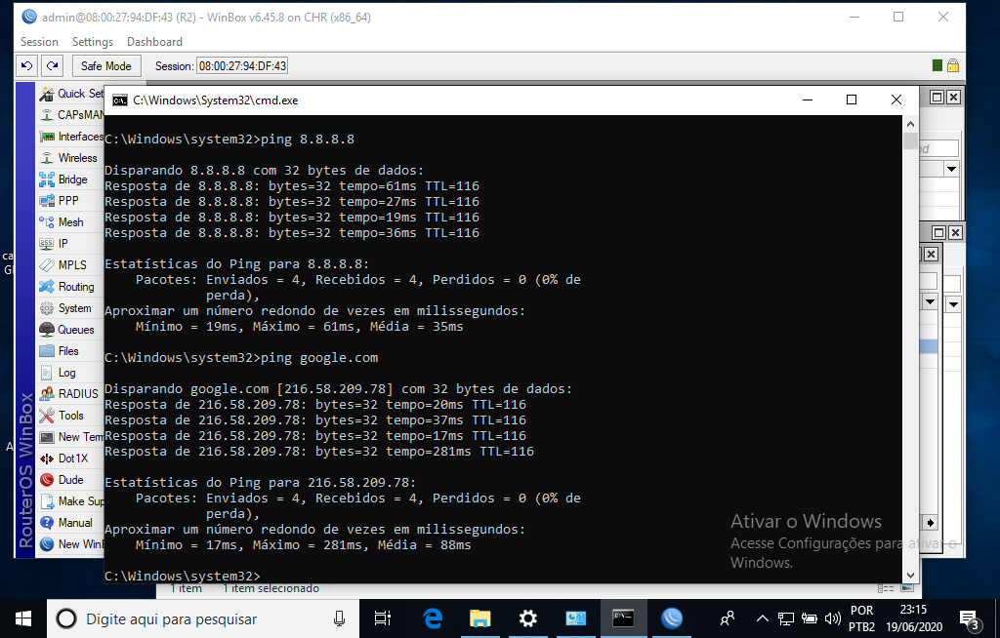 admin@08:00:27:94:DF:43 (R2) - WinBox v6.45.8 on CHR (x86_64)
Session Settings Dashboard
Safe Mode Session: 08:00:27:94:DF:43
Quick Set
CAPsMAN
Interfaces
Wireless
Bridge
PPP
Mesh
IP
MPLS
Routing
System
Queues
Files
Log
RADIUS
Tools
New Tem
Dot1X
Dude
Make Sup
Manual
New WinB
RouterOS WinBox
C:\Windows\System32\cmd.exe
C:\Windows\system32>ping 8.8.8.8
Disparando 8.8.8.8 com 32 bytes de dados:
Resposta de 8.8.8.8: bytes=32 tempo=61ms TTL=116
Resposta de 8.8.8.8: bytes=32 tempo=27ms TTL=116
Resposta de 8.8.8.8: bytes=32 tempo=19ms TTL=116
Resposta de 8.8.8.8: bytes=32 tempo=36ms TTL=116
Estatísticas do Ping para 8.8.8.8:
Pacotes: Enviados = 4, Recebidos = 4, Perdidos = 0 (0% de
perda),
Aproximar um número redondo de vezes em milissegundos:
Mínimo = 19ms, Máximo = 61ms, Média = 35ms
C:\Windows\system32>ping google.com
Disparando google.com [216.58.209.78] com 32 bytes de dados:
Resposta de 216.58.209.78: bytes=32 tempo=20ms TTL=116
Resposta de 216.58.209.78: bytes=32 tempo=37ms TTL=116
Resposta de 216.58.209.78: bytes=32 tempo=17ms TTL=116
Resposta de 216.58.209.78: bytes=32 tempo=281ms TTL=116
Estatísticas do Ping para 216.58.209.78:
Pacotes: Enviados = 4, Recebidos = 4, Perdidos = 0 (0% de
perda),
Aproximar um número redondo de vezes em milissegundos:
Mínimo = 17ms, Máximo = 281ms, Média = 88ms
C:\Windows\system32>
Ativar o Windows
Acesse Configurações para ativar o
Windows.
1 item 1 item selecionado
Digite aqui para pesquisar
POR
PTB2
23:15
19/06/2020
3